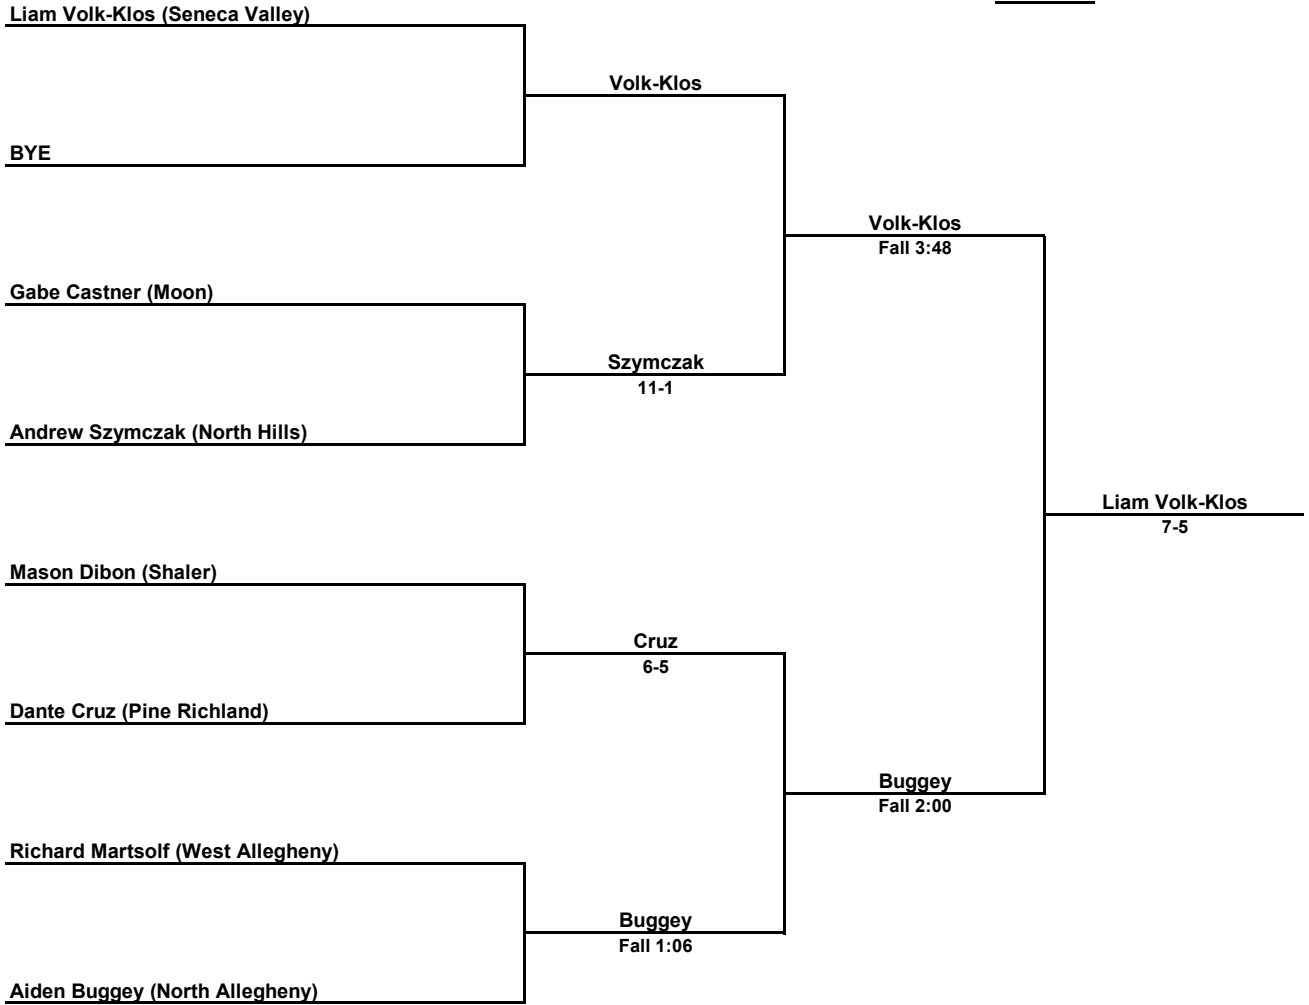 Liam Volk-Klos (Seneca Valley)
Volk-Klos
BYE
Volk-Klos
Fall 3:48
Gabe Castner (Moon)
Szymczak
11-1
Andrew Szymczak (North Hills)
Liam Volk-Klos
7-5
Mason Dibon (Shaler)
Cruz
6-5
Dante Cruz (Pine Richland)
Buggey
Fall 2:00
Richard Martsolf (West Allegheny)
Buggey
Fall 1:06
Aiden Buggey (North Allegheny)